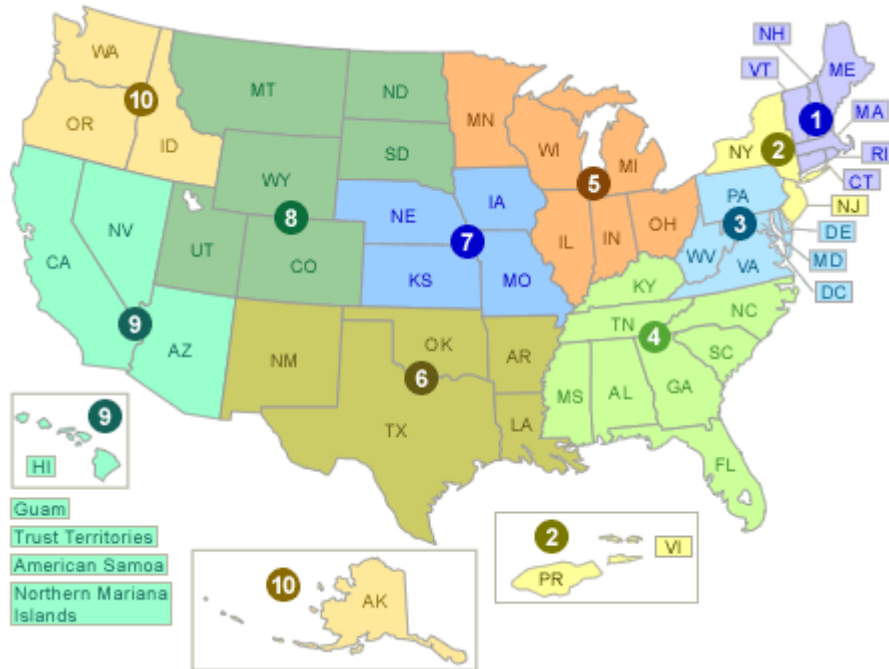 NH
WA
VT
ME
MT
ND
10
MN
OR
MA
1
ID
SD
WI
MI
NY
2
RI
WY
5
CT
PA
NJ
IA
NV
NE
8
OH
3
DE
IL
IN
CA
UT
7
WV
MD
CO
VA
KS
MO
KY
DC
NC
9
TN
4
AZ
OK
NM
AR
SC
6
MS
AL
GA
9
TX
LA
HI
FL
Guam
Trust Territories
American Samoa
Northern Mariana
Islands
2
VI
PR
10
AK